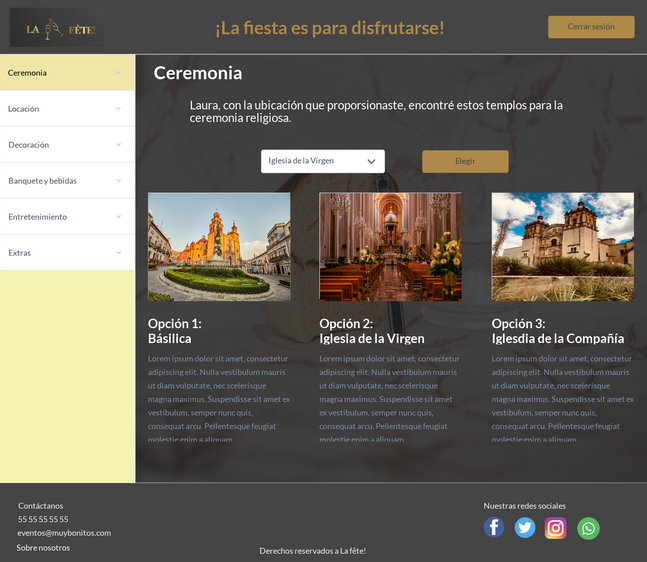 LA FÊTE!
¡La fiesta es para disfrutarse!
Cerrar sesión
Ceremonia
Locación
Decoración
Banquete y bebidas
Entretenimiento
Extras
Ceremonia
Laura, con la ubicación que proporsionaste, encontré estos templos para la
ceremonia religiosa.
Iglesia de la Virgen
Elegir
Opción 1:
Básilica
Lorem ipsum dolor sit amet, consectetur
adipiscing elit. Nulla vestibulum mauris
ut diam vulputate, nec scelerisque
magna maximus. Suspendisse sit amet ex
vestibulum, semper nunc quis,
consequat arcu. Pellentesque feugiat
molestie enim a aliquam
Opción 2:
Iglesia de la Virgen
Lorem ipsum dolor sit amet, consectetur
adipiscing elit. Nulla vestibulum mauris
ut diam vulputate, nec scelerisque
magna maximus. Suspendisse sit amet
ex vestibulum, semper nunc quis,
consequat arcu. Pellentesque feugiat
molestie enim a aliquam
Opción 3:
Iglesdia de la Compañía
Lorem ipsum dolor sit amet, consectetur
adipiscing elit. Nulla vestibulum mauris
ut diam vulputate, nec scelerisque
magna maximus. Suspendisse sit amet ex
vestibulum, semper nunc quis,
consequat arcu. Pellentesque feugiat
molestie enim a aliquam
Contáctanos
55 55 55 55 55
eventos@muybonitos.com
Sobre nosotros
Derechos reservados a La fête!
Nuestras redes sociales